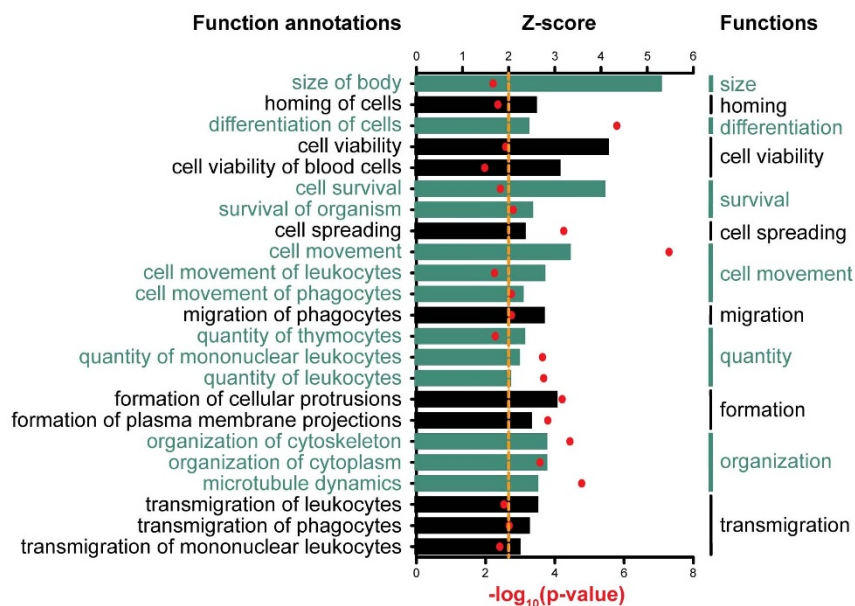 Function annotations Z-score Functions
0 1 2 3 4 5 6
size of body size
homing of cells homing
differentiation of cells differentiation
cell viability
cell viability of blood cells cell viability
cell survival
survival of organism survival
cell spreading cell spreading
cell movement
cell movement of leukocytes cell movement
cell movement of phagocytes
migration of phagocytes migration
quantity of thymocytes
quantity of mononuclear leukocytes quantity
quantity of leukocytes
formation of cellular protrusions
formation of plasma membrane projections formation
organization of cytoskeleton
organization of cytoplasm organization
microtubule dynamics
transmigration of leukocytes
transmigration of phagocytes transmigration
transmigration of mononuclear leukocytes
0 2 4 6 8
-log₁₀(p-value)